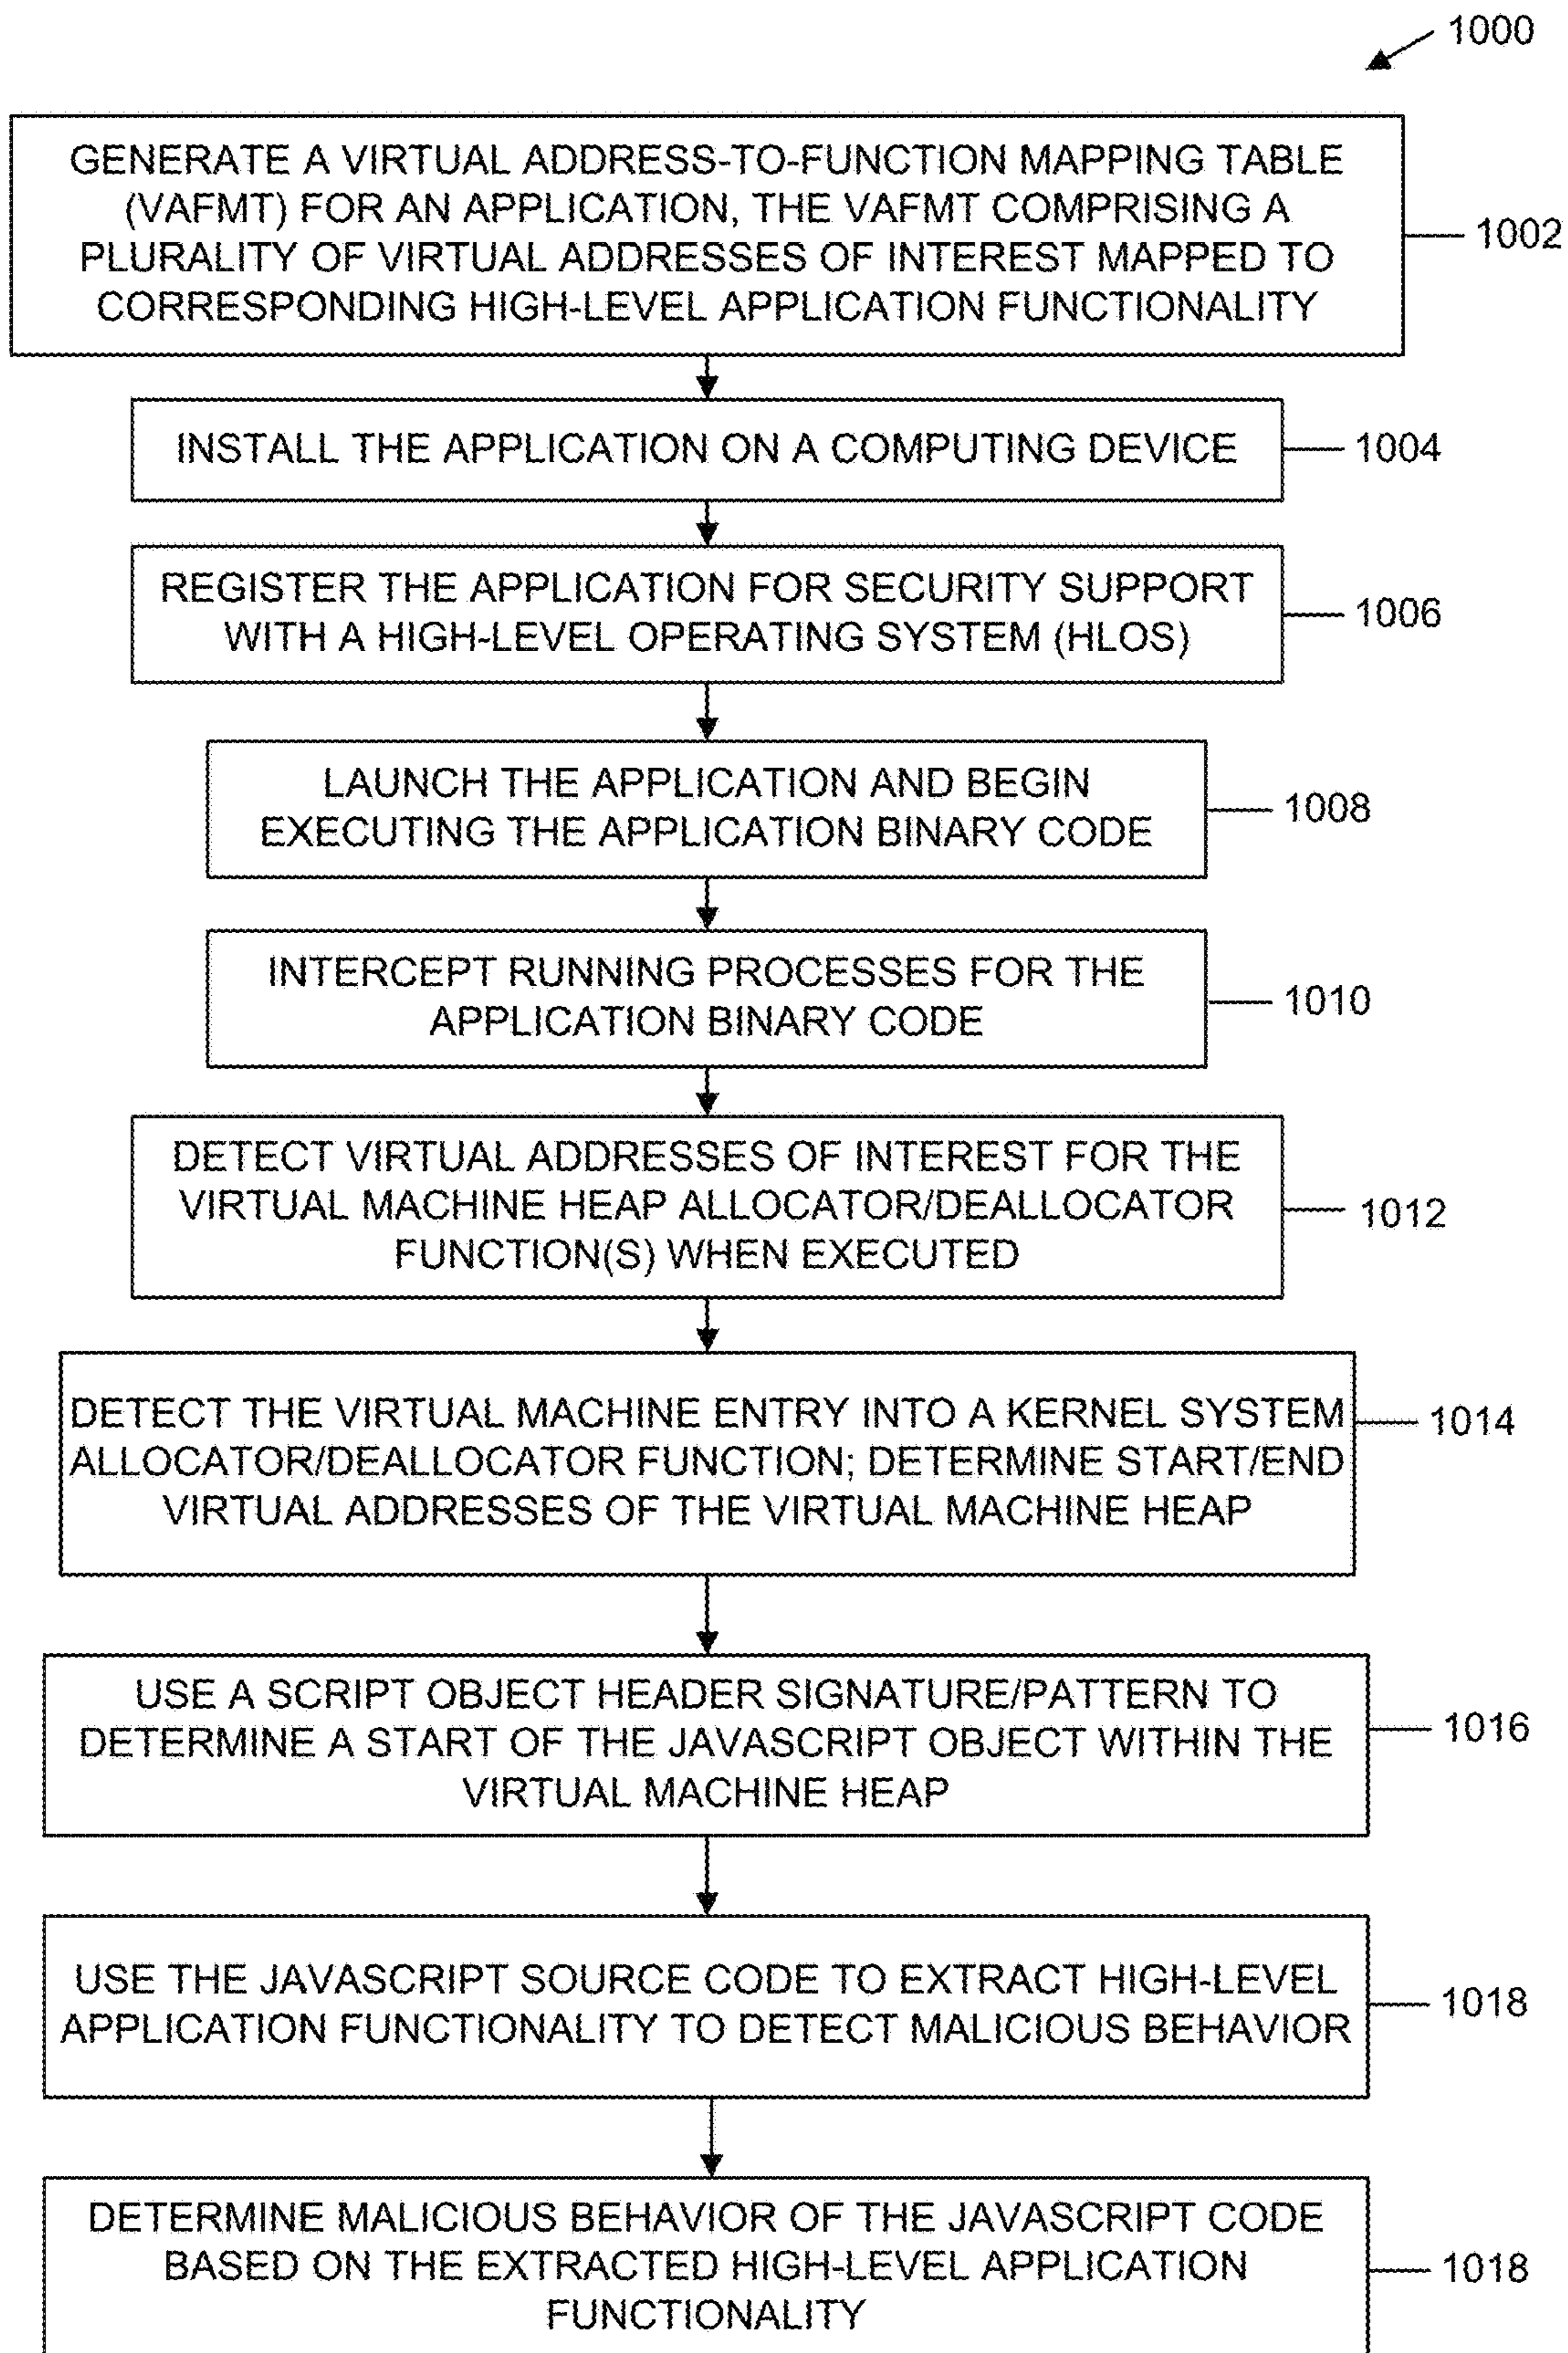 1000
GENERATE A VIRTUAL ADDRESS-TO-FUNCTION MAPPING TABLE
(VAFMT) FOR AN APPLICATION, THE VAFMT COMPRISING A
PLURALITY OF VIRTUAL ADDRESSES OF INTEREST MAPPED TO
CORRESPONDING HIGH-LEVEL APPLICATION FUNCTIONALITY
1002
INSTALL THE APPLICATION ON A COMPUTING DEVICE
1004
REGISTER THE APPLICATION FOR SECURITY SUPPORT
WITH A HIGH-LEVEL OPERATING SYSTEM (HLOS)
1006
LAUNCH THE APPLICATION AND BEGIN
EXECUTING THE APPLICATION BINARY CODE
1008
INTERCEPT RUNNING PROCESSES FOR THE
APPLICATION BINARY CODE
1010
DETECT VIRTUAL ADDRESSES OF INTEREST FOR THE
VIRTUAL MACHINE HEAP ALLOCATOR/DEALLOCATOR
FUNCTION(S) WHEN EXECUTED
1012
DETECT THE VIRTUAL MACHINE ENTRY INTO A KERNEL SYSTEM
ALLOCATOR/DEALLOCATOR FUNCTION; DETERMINE START/END
VIRTUAL ADDRESSES OF THE VIRTUAL MACHINE HEAP
1014
USE A SCRIPT OBJECT HEADER SIGNATURE/PATTERN TO
DETERMINE A START OF THE JAVASCRIPT OBJECT WITHIN THE
VIRTUAL MACHINE HEAP
1016
USE THE JAVASCRIPT SOURCE CODE TO EXTRACT HIGH-LEVEL
APPLICATION FUNCTIONALITY TO DETECT MALICIOUS BEHAVIOR
1018
DETERMINE MALICIOUS BEHAVIOR OF THE JAVASCRIPT CODE
BASED ON THE EXTRACTED HIGH-LEVEL APPLICATION
FUNCTIONALITY
1018